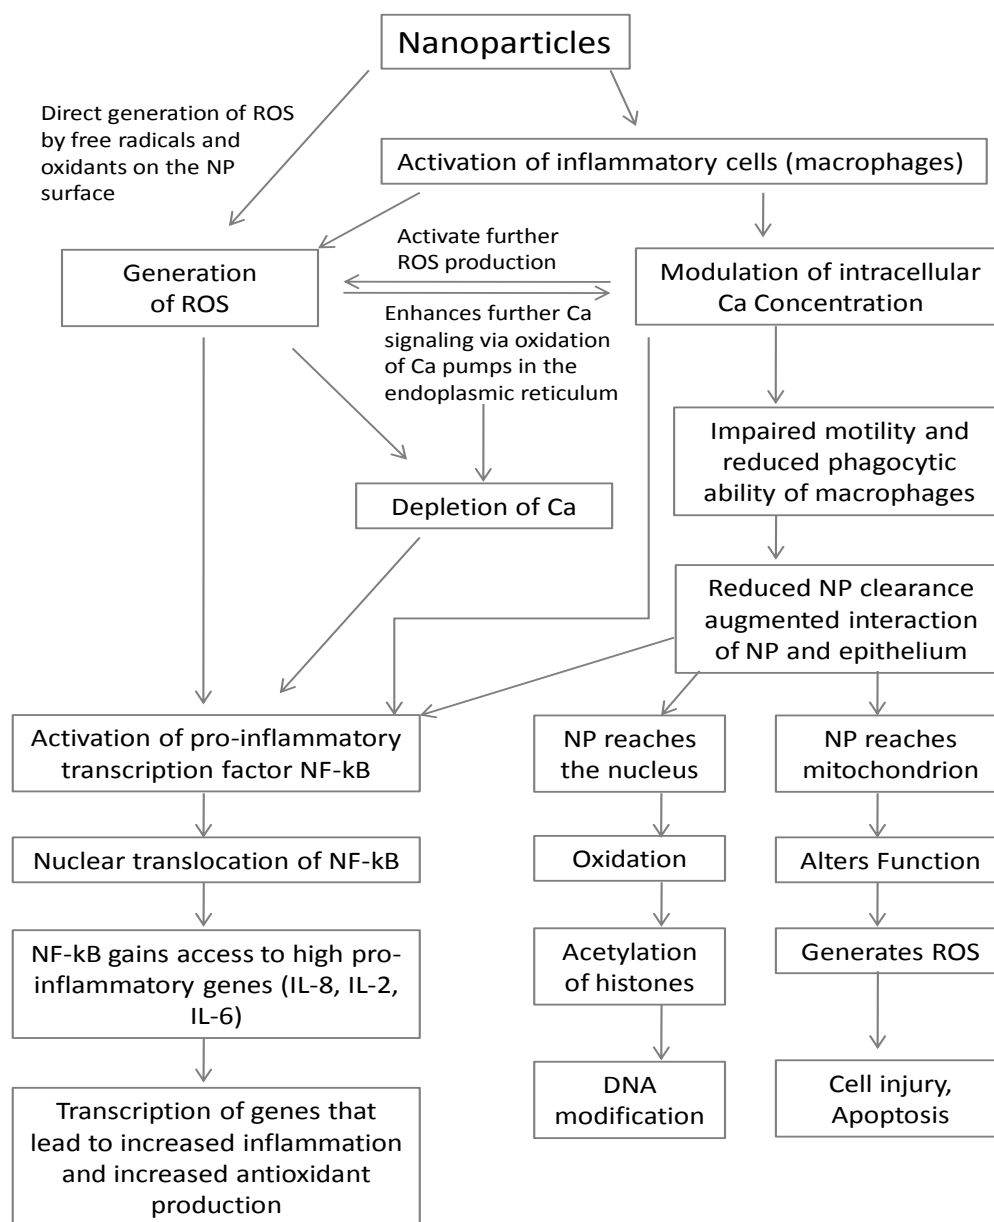 Nanoparticles
Direct generation of ROS
by free radicals and
oxidants on the NP
surface
Activation of inflammatory cells (macrophages)
Generation
of ROS
Activate further
ROS production
Modulation of intracellular
Ca Concentration
Enhances further Ca
signaling via oxidation
of Ca pumps in the
endoplasmic reticulum
Impaired motility and
reduced phagocytic
ability of macrophages
Depletion of Ca
Reduced NP clearance
augmented interaction
of NP and epithelium
Activation of pro-inflammatory
transcription factor NF-kB
NP reaches
the nucleus
NP reaches
mitochondrion
Nuclear translocation of NF-kB
Oxidation
Alters Function
NF-kB gains access to high pro-
inflammatory genes (IL-8, IL-2,
IL-6)
Acetylation
of histones
Generates ROS
Transcription of genes that
lead to increased inflammation
and increased antioxidant
production
DNA
modification
Cell injury,
Apoptosis